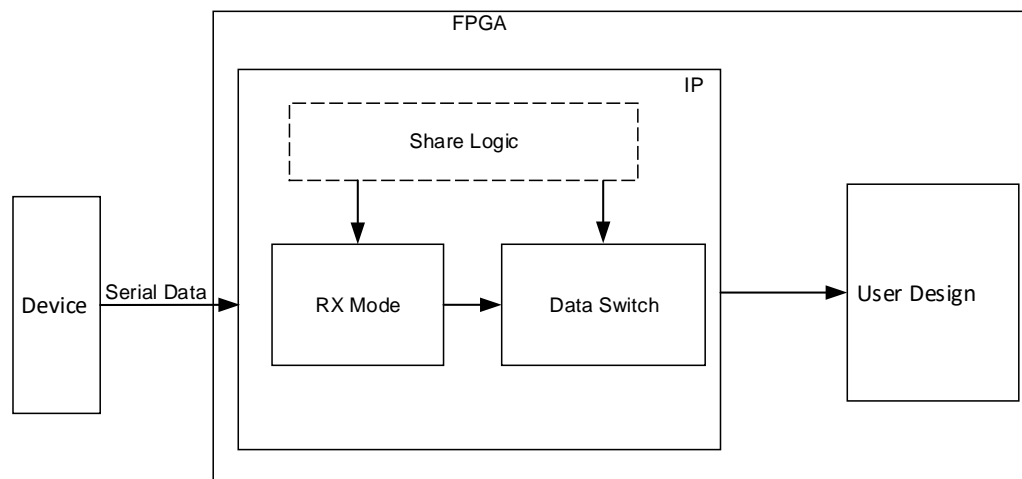 FPGA
IP
Share Logic
Device
Serial Data
RX Mode
Data Switch
User Design